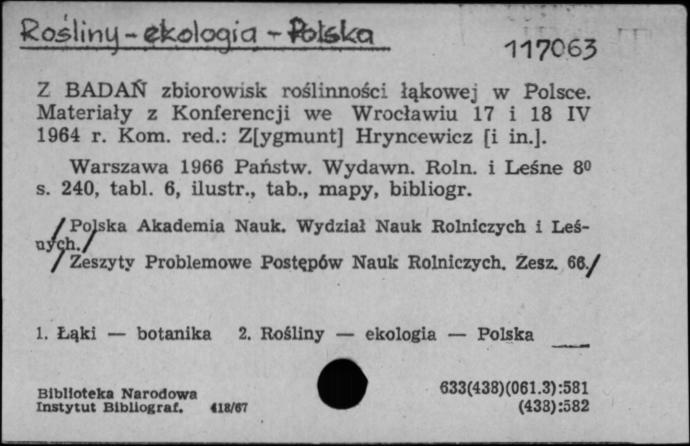 Rośliny - ekologia - Polska
117063
Z BADAŃ zbiorowisk roślinności łąkowej w Polsce.
Materiały z Konferencji we Wrocławiu 17 i 18 IV
1964 r. Kom. red.: Z[ygmunt] Hryncewicz [i in.].
Warszawa 1966 Państw. Wydawn. Roln. i Leśne 8⁰
s. 240, tabl. 6, ilustr., tab., mapy, bibliogr.
/Polska Akademia Nauk. Wydział Nauk Rolniczych i Leś-
nych./
/Zeszyty Problemowe Postępów Nauk Rolniczych. Zesz. 66./
1. Łąki — botanika 2. Rośliny — ekologia — Polska
Biblioteka Narodowa
Instytut Bibliograf. 418/67
633(438)(061.3):581
(438):582